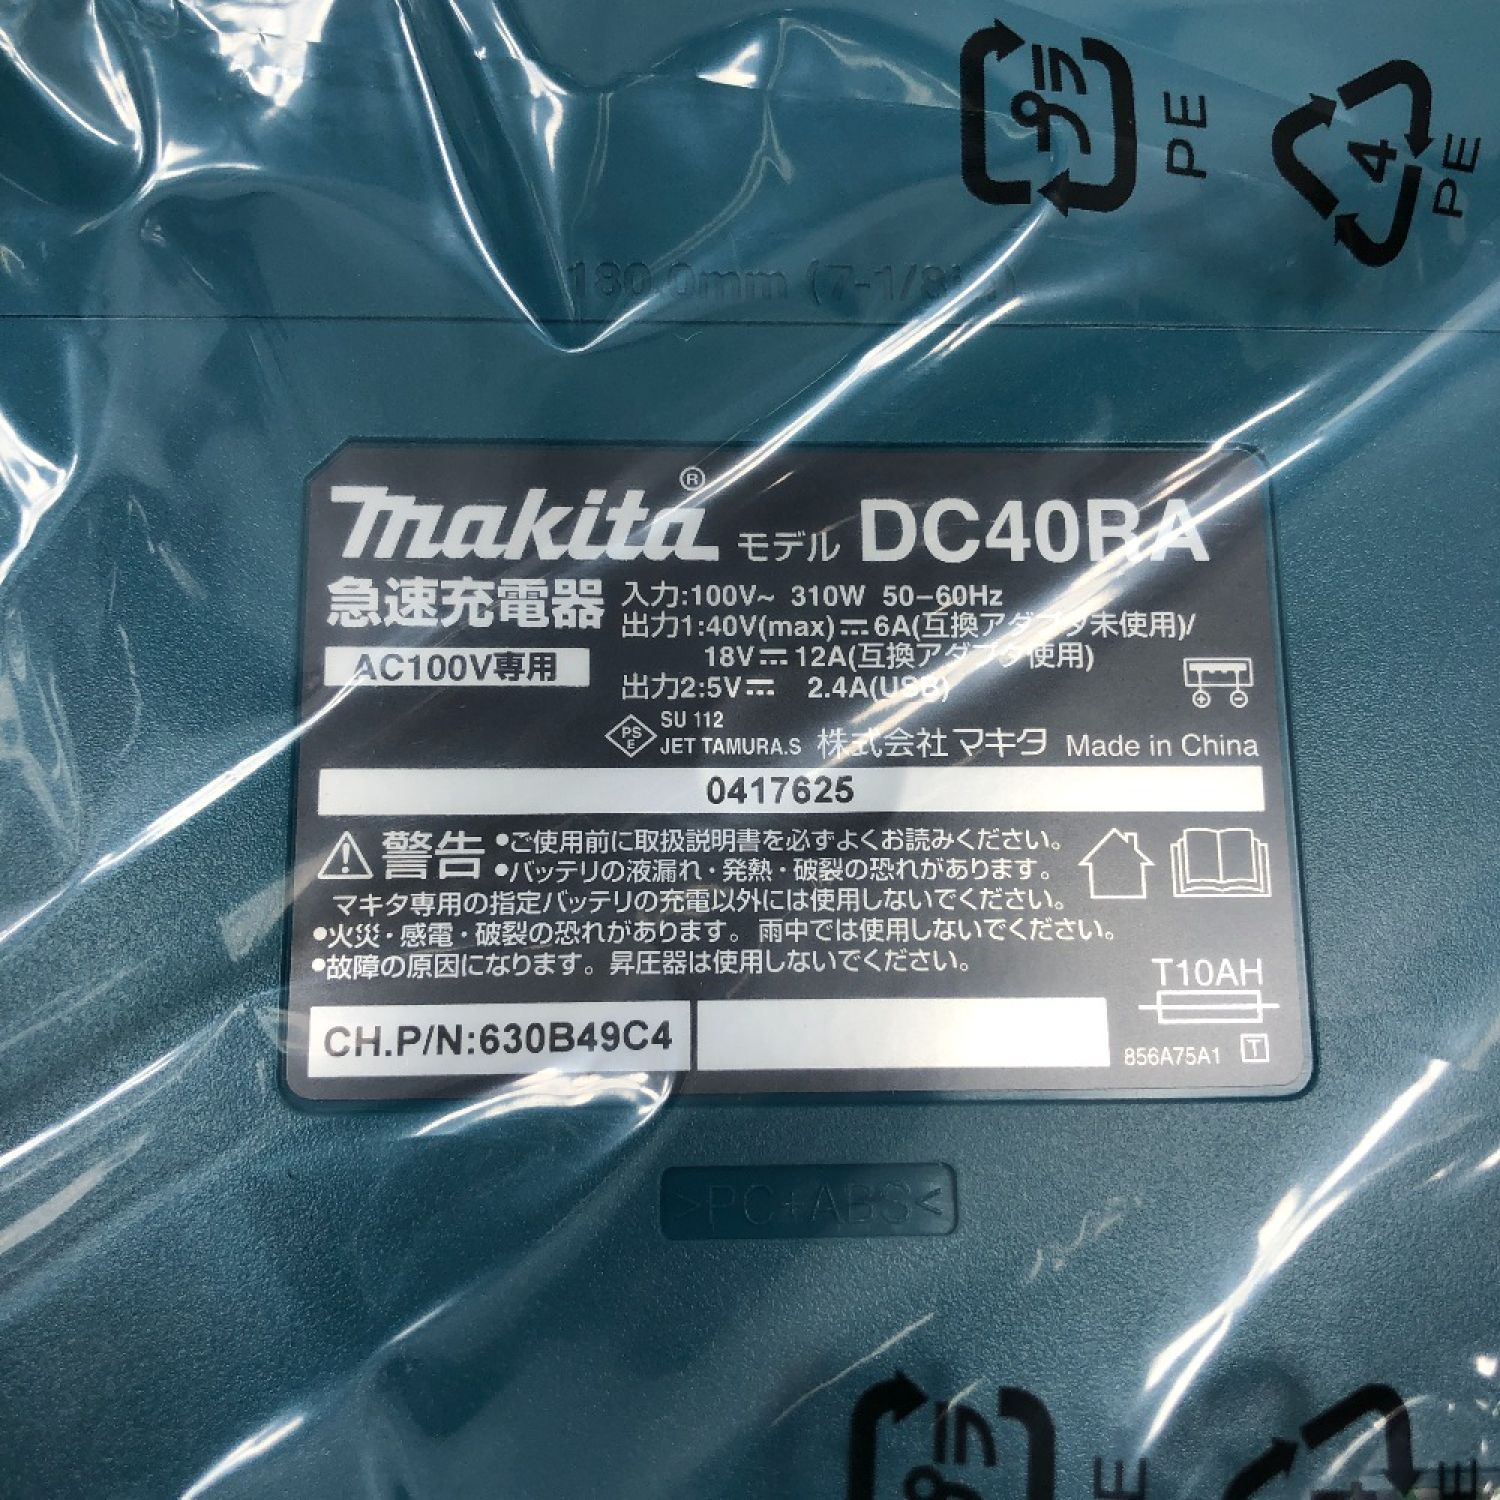 プラ
PE
4
PE
180.0mm (7-1/8in)
makita® モデル DC40RA
急速充電器
AC100V専用
入力:100V~ 310W 50-60Hz
出力1:40V(max)⎓6A(互換アダプタ未使用)/
18V⎓12A(互換アダプタ使用)
出力2:5V⎓ 2.4A(USB)
PS
E
SU 112
JET TAMURA.S 株式会社マキタ Made in China
0417625
警告 •ご使用前に取扱説明書を必ずよくお読みください。
•バッテリの液漏れ・発熱・破裂の恐れがあります。
マキタ専用の指定バッテリの充電以外には使用しないでください。
•火災・感電・破裂の恐れがあります。雨中では使用しないでください。
•故障の原因になります。昇圧器は使用しないでください。
T10AH
CH.P/N:630B49C4
856A75A1 T
>PC+ABS<
プラ
PE